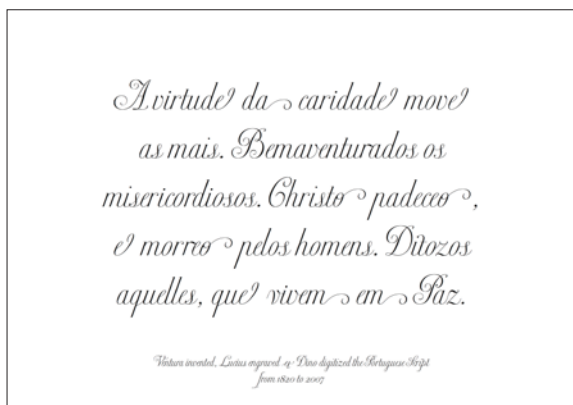 A virtude da caridade move
as mais. Bemaventurados os
misericordiosos. Christo padeceo,
e morreo pelos homens. Ditozos
aquelles, que vivem em Paz.
Ventura invented, Lucius engraved & Dino digitized the Portuguese Script
from 1820 to 2007